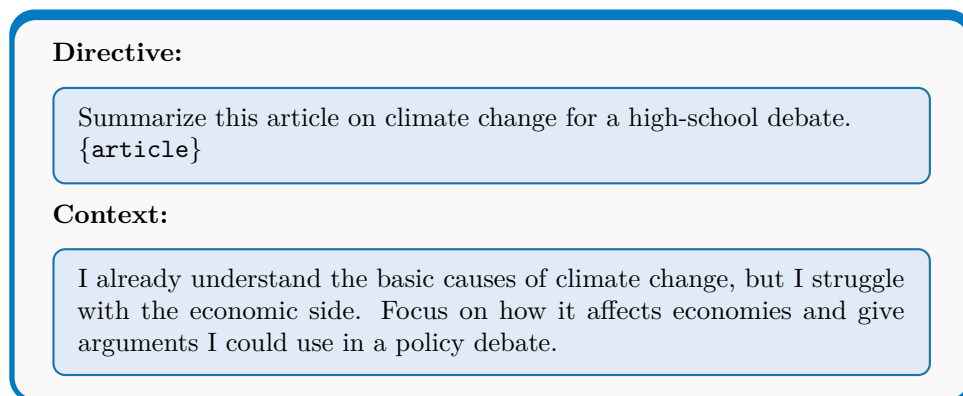 Directive:
Summarize this article on climate change for a high-school debate.
{article}
Context:
I already understand the basic causes of climate change, but I struggle
with the economic side. Focus on how it affects economies and give
arguments I could use in a policy debate.